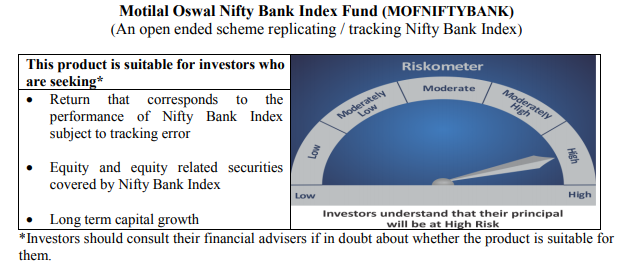 Motilal Oswal Nifty Bank Index Fund (MOFNIFTYBANK)
(An open ended scheme replicating / tracking Nifty Bank Index)
This product is suitable for investors who
are seeking*
• Return that corresponds to the
performance of Nifty Bank Index
subject to tracking error
• Equity and equity related securities
covered by Nifty Bank Index
• Long term capital growth
Riskometer
Low
Moderately
Low
Moderate
Moderately
High
High
Low
High
Investors understand that their principal
will be at High Risk
*Investors should consult their financial advisers if in doubt about whether the product is suitable for
them.